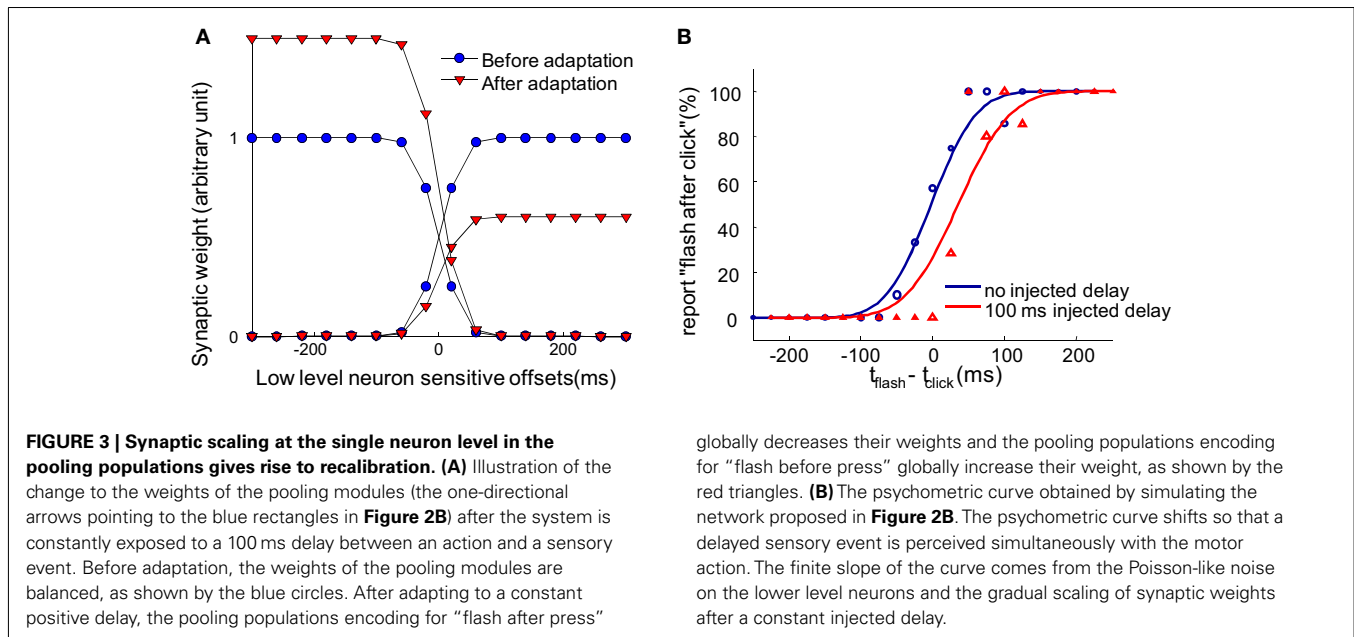 A
Before adaptation
After adaptation
Synaptic weight (arbitrary unit)
1
0
-200
0
200
Low level neuron sensitive offsets(ms)
B
report "flash after click"(%)
100
80
60
40
20
0
no injected delay
100 ms injected delay
-200
-100
0
100
200
t_flash - t_click (ms)
FIGURE 3 | Synaptic scaling at the single neuron level in the
pooling populations gives rise to recalibration. (A) Illustration of the
change to the weights of the pooling modules (the one-directional
arrows pointing to the blue rectangles in Figure 2B) after the system is
constantly exposed to a 100 ms delay between an action and a sensory
event. Before adaptation, the weights of the pooling modules are
balanced, as shown by the blue circles. After adapting to a constant
positive delay, the pooling populations encoding for “flash after press”
globally decreases their weights and the pooling populations encoding
for “flash before press” globally increase their weight, as shown by the
red triangles. (B) The psychometric curve obtained by simulating the
network proposed in Figure 2B. The psychometric curve shifts so that a
delayed sensory event is perceived simultaneously with the motor
action. The finite slope of the curve comes from the Poisson-like noise
on the lower level neurons and the gradual scaling of synaptic weights
after a constant injected delay.